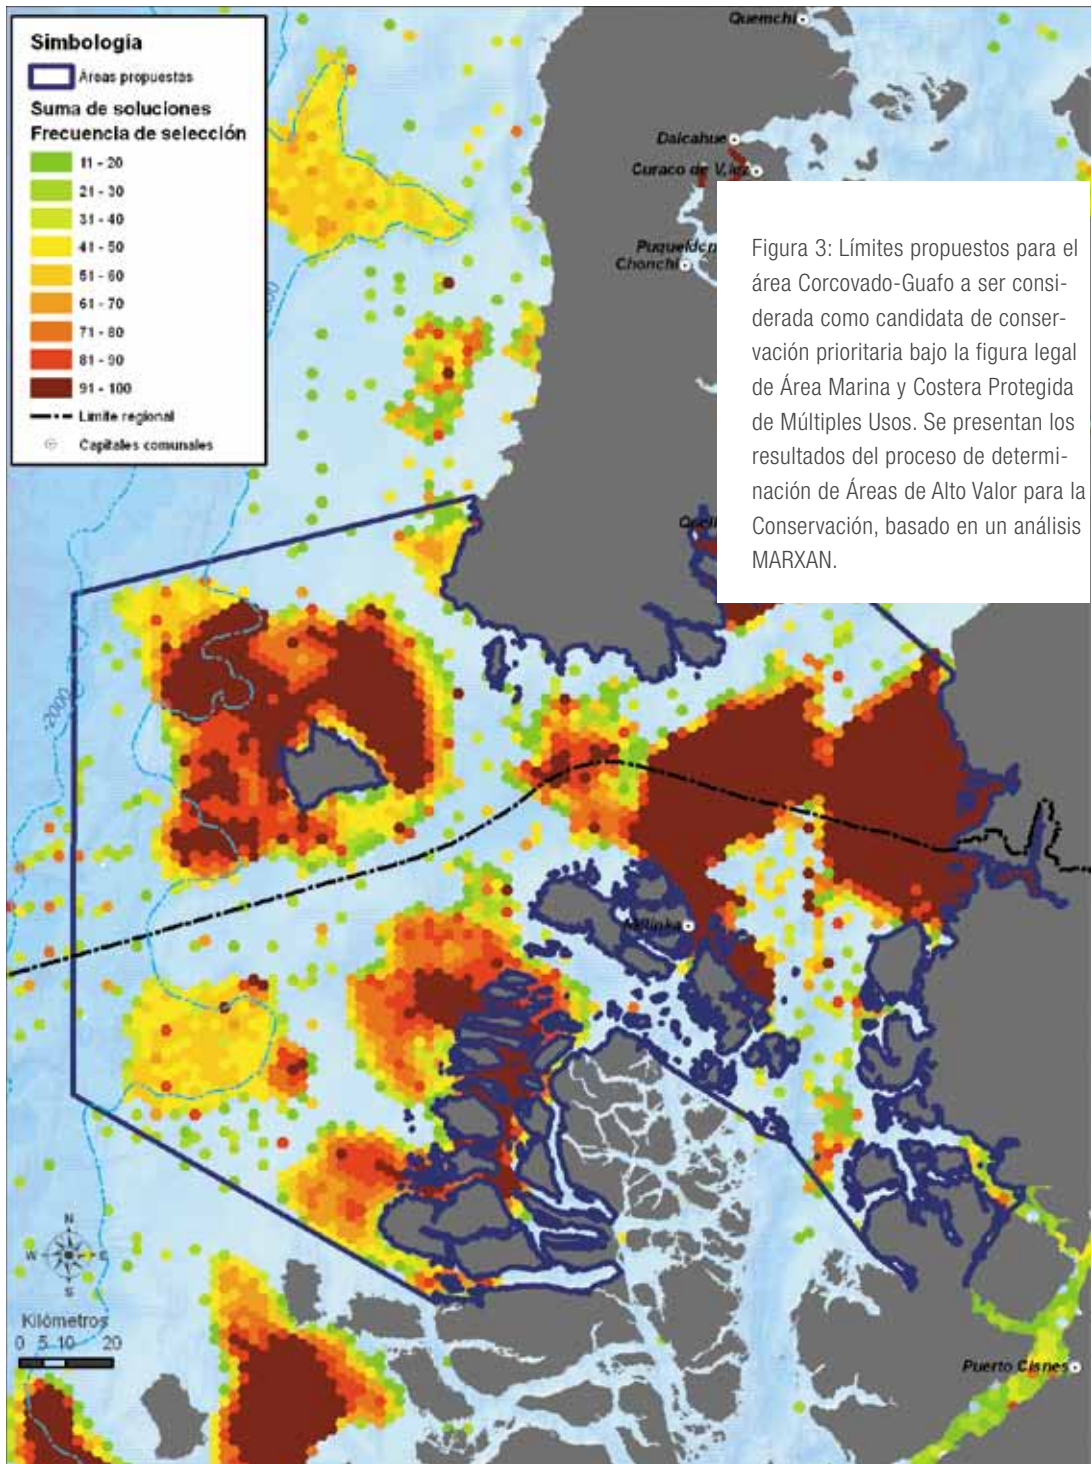 Simbología
Áreas propuestas
Suma de soluciones
Frecuencia de selección
11 - 20
21 - 30
31 - 40
41 - 50
51 - 60
61 - 70
71 - 80
81 - 90
91 - 100
Límite regional
Capitales comunales
Quemchi
Dalcahue
Curaco de Vélez
Puqueldon
Chonchi
Figura 3: Límites propuestos para el
área Corcovado-Guafo a ser consi-
derada como candidata de conser-
vación prioritaria bajo la figura legal
de Área Marina y Costera Protegida
de Múltiples Usos. Se presentan los
resultados del proceso de determi-
nación de Áreas de Alto Valor para la
Conservación, basado en un análisis
MARXAN.
2000
Melinka
N
W E
S
Kilómetros
0 5 10 20
Puerto Cisnes